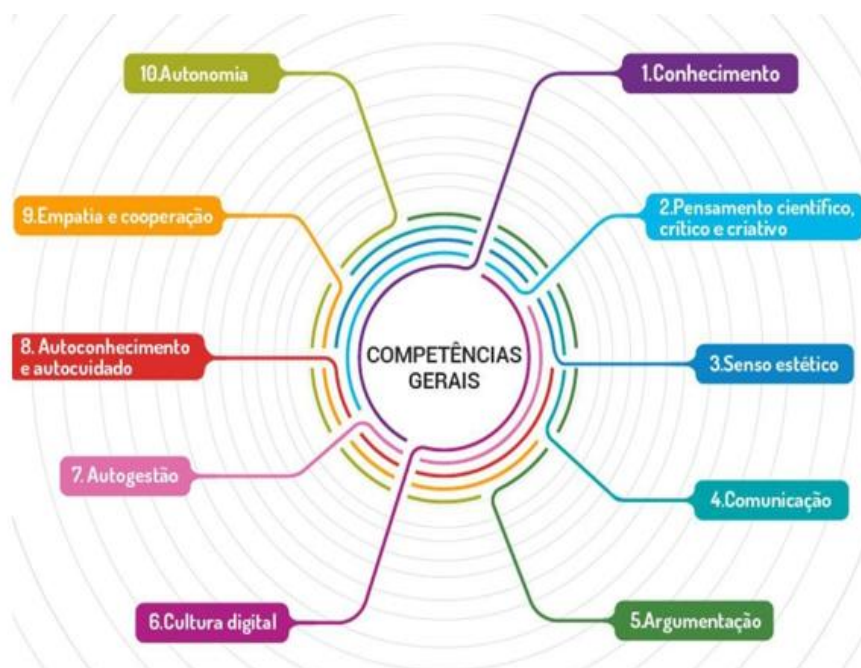 COMPETÊNCIAS
GERAIS
1.Conhecimento
2.Pensamento científico,
crítico e criativo
3.Senso estético
4.Comunicação
5.Argumentação
6.Cultura digital
7. Autogestão
8. Autoconhecimento
e autocuidado
9.Empatia e cooperação
10.Autonomia